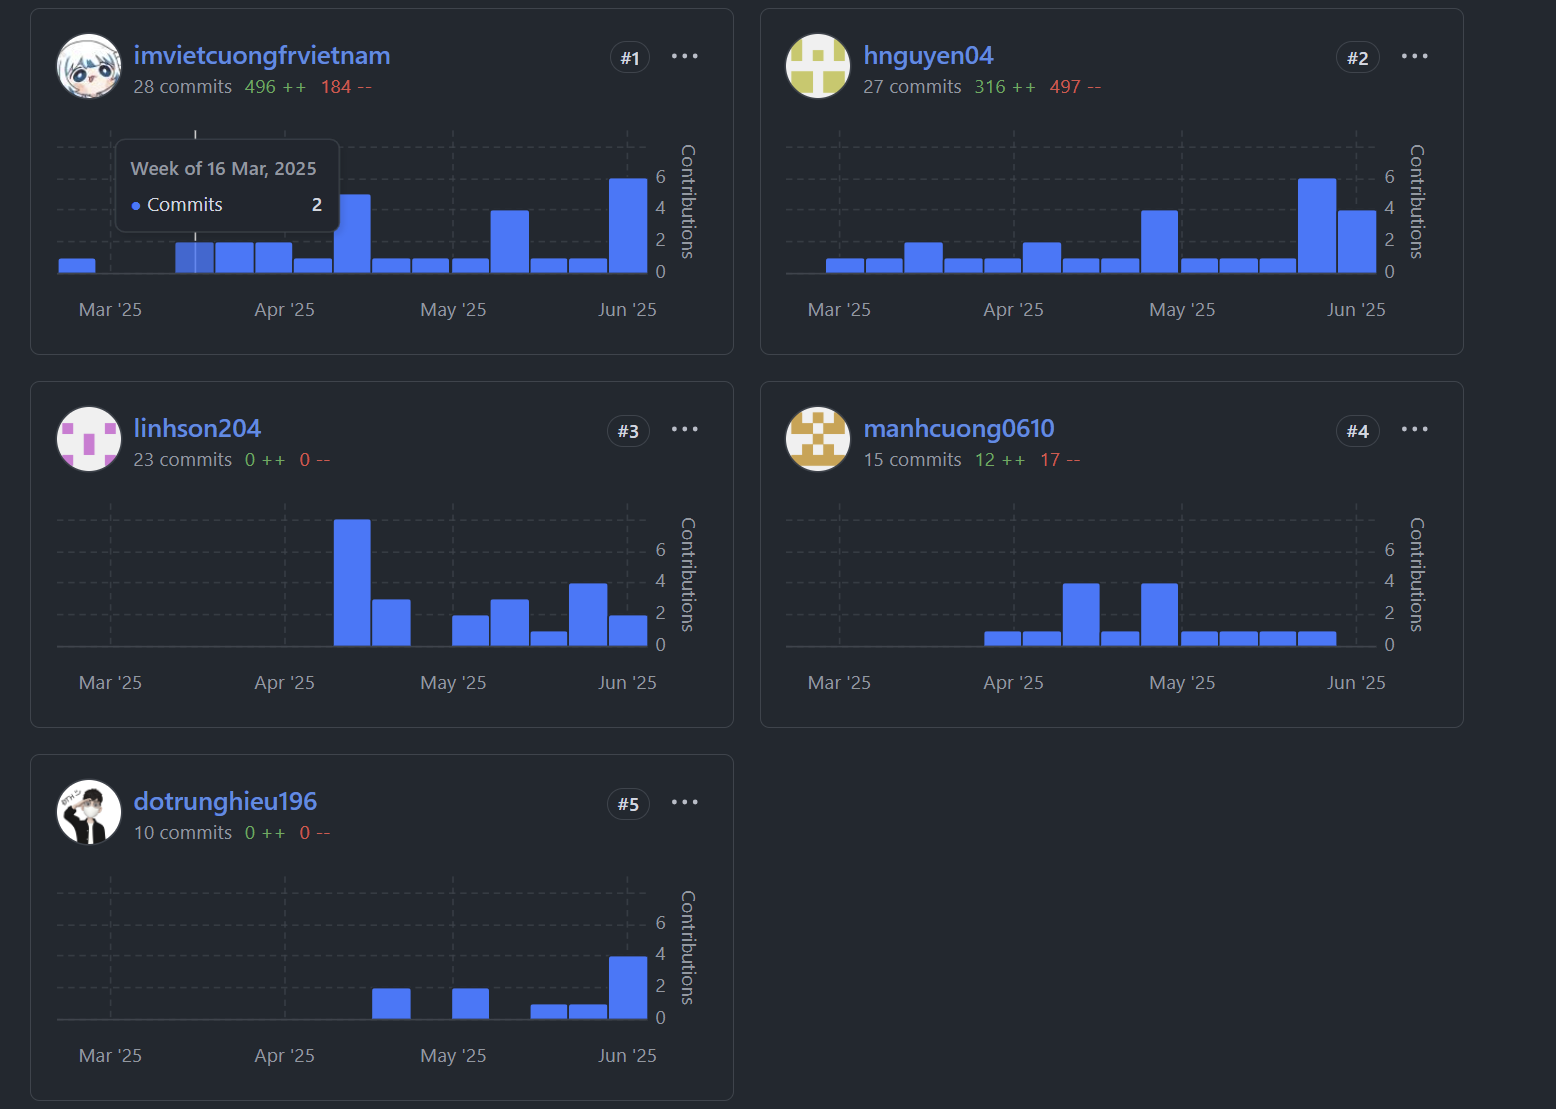 imvietcuongfrvietnam
#1
28 commits 496 ++ 184 --
Week of 16 Mar, 2025
Commits 2
6
4
2
0
Contributions
Mar '25 Apr '25 May '25 Jun '25
hnguyen04
#2
27 commits 316 ++ 497 --
6
4
2
0
Contributions
Mar '25 Apr '25 May '25 Jun '25
linhson204
#3
23 commits 0 ++ 0 --
6
4
2
0
Contributions
Mar '25 Apr '25 May '25 Jun '25
manhcuong0610
#4
15 commits 12 ++ 17 --
6
4
2
0
Contributions
Mar '25 Apr '25 May '25 Jun '25
dotrunghieu196
#5
10 commits 0 ++ 0 --
6
4
2
0
Contributions
Mar '25 Apr '25 May '25 Jun '25